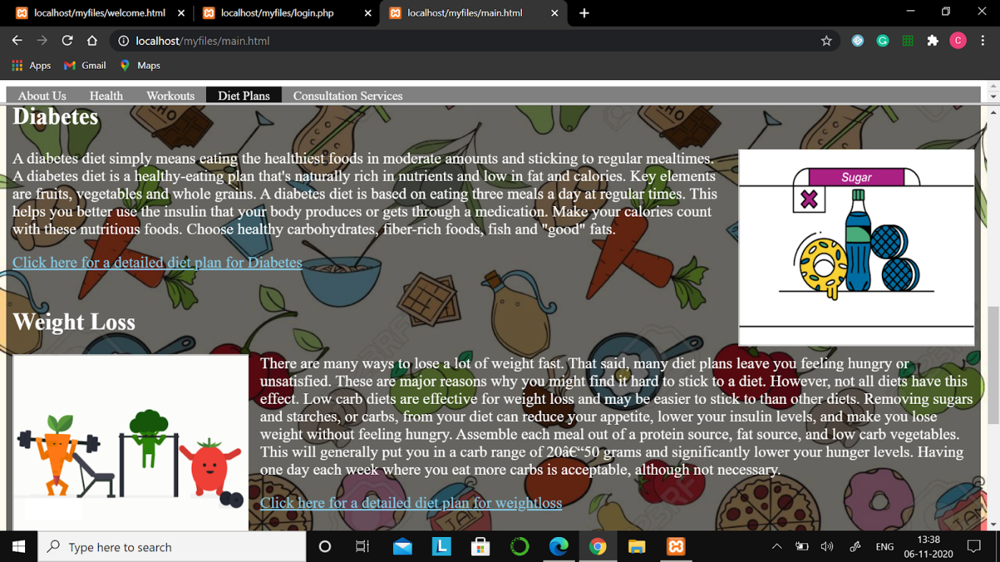 localhost/myfiles/welcome.html
localhost/myfiles/login.php
localhost/myfiles/main.html
localhost/myfiles/main.html
C
Apps Gmail Maps
About Us Health Workouts Diet Plans Consultation Services
Diabetes
A diabetes diet simply means eating the healthiest foods in moderate amounts and sticking to regular mealtimes.
A diabetes diet is a healthy-eating plan that's naturally rich in nutrients and low in fat and calories. Key elements
are fruits, vegetables and whole grains. A diabetes diet is based on eating three meals a day at regular times. This
helps you better use the insulin that your body produces or gets through a medication. Make your calories count
with these nutritious foods. Choose healthy carbohydrates, fiber-rich foods, fish and "good" fats.
Click here for a detailed diet plan for Diabetes
Sugar
Weight Loss
There are many ways to lose a lot of weight fast. That said, many diet plans leave you feeling hungry or
unsatisfied. These are major reasons why you might find it hard to stick to a diet. However, not all diets have this
effect. Low carb diets are effective for weight loss and may be easier to stick to than other diets. Removing sugars
and starches, or carbs, from your diet can reduce your appetite, lower your insulin levels, and make you lose
weight without feeling hungry. Assemble each meal out of a protein source, fat source, and low carb vegetables.
This will generally put you in a carb range of 20â€“50 grams and significantly lower your hunger levels. Having
one day each week where you eat more carbs is acceptable, although not necessary.
Click here for a detailed diet plan for weightloss
Type here to search
L
ENG
13:38
06-11-2020